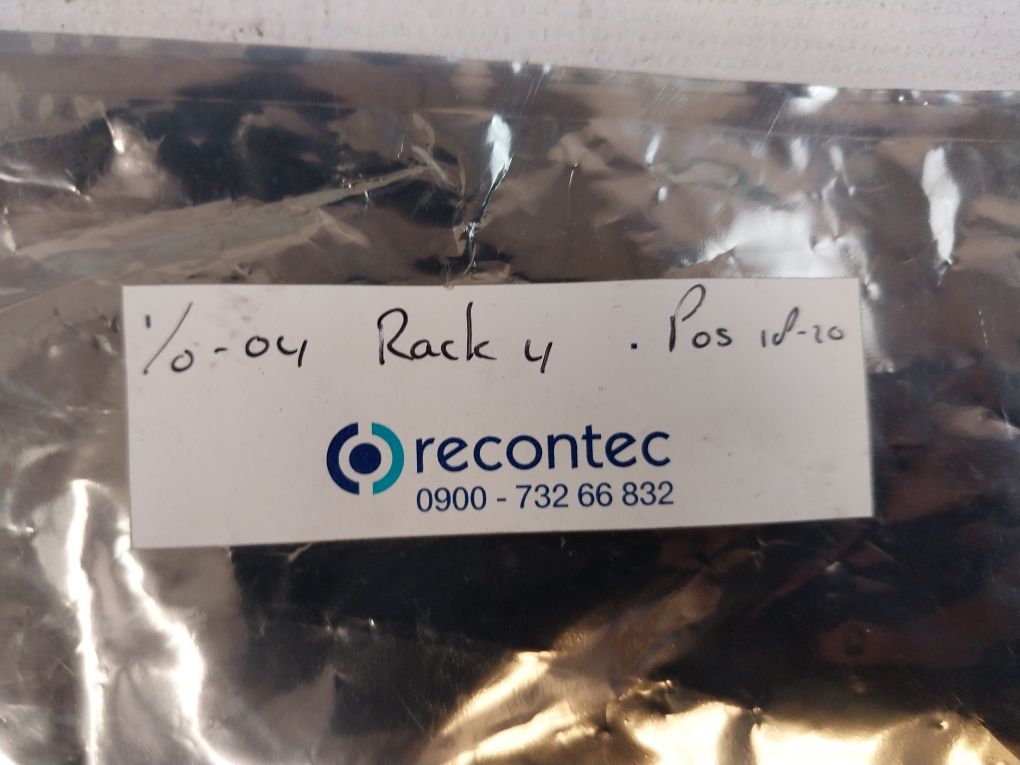 I/O-04 Rack 4 . Pos 18-20
recontec
0900 - 732 66 832